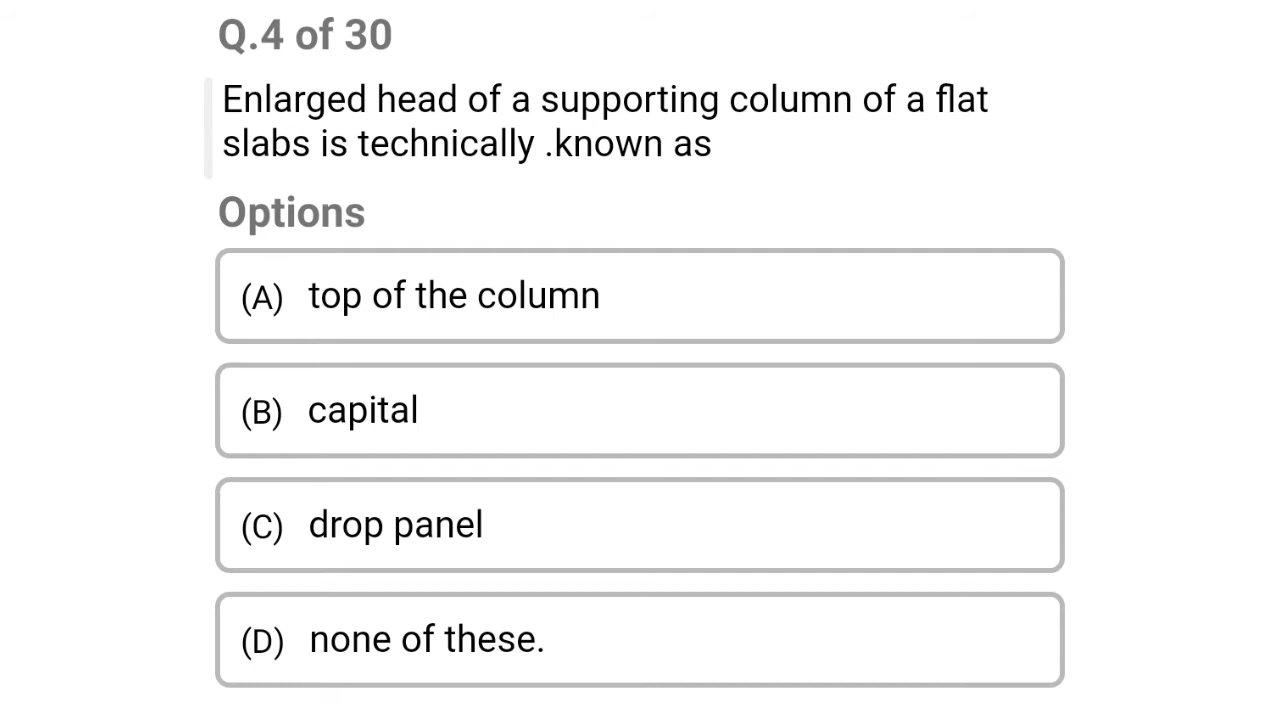 Q.4 of 30
Enlarged head of a supporting column of a flat
slabs is technically .known as
Options
(A) top of the column
(B) capital
(C) drop panel
(D) none of these.